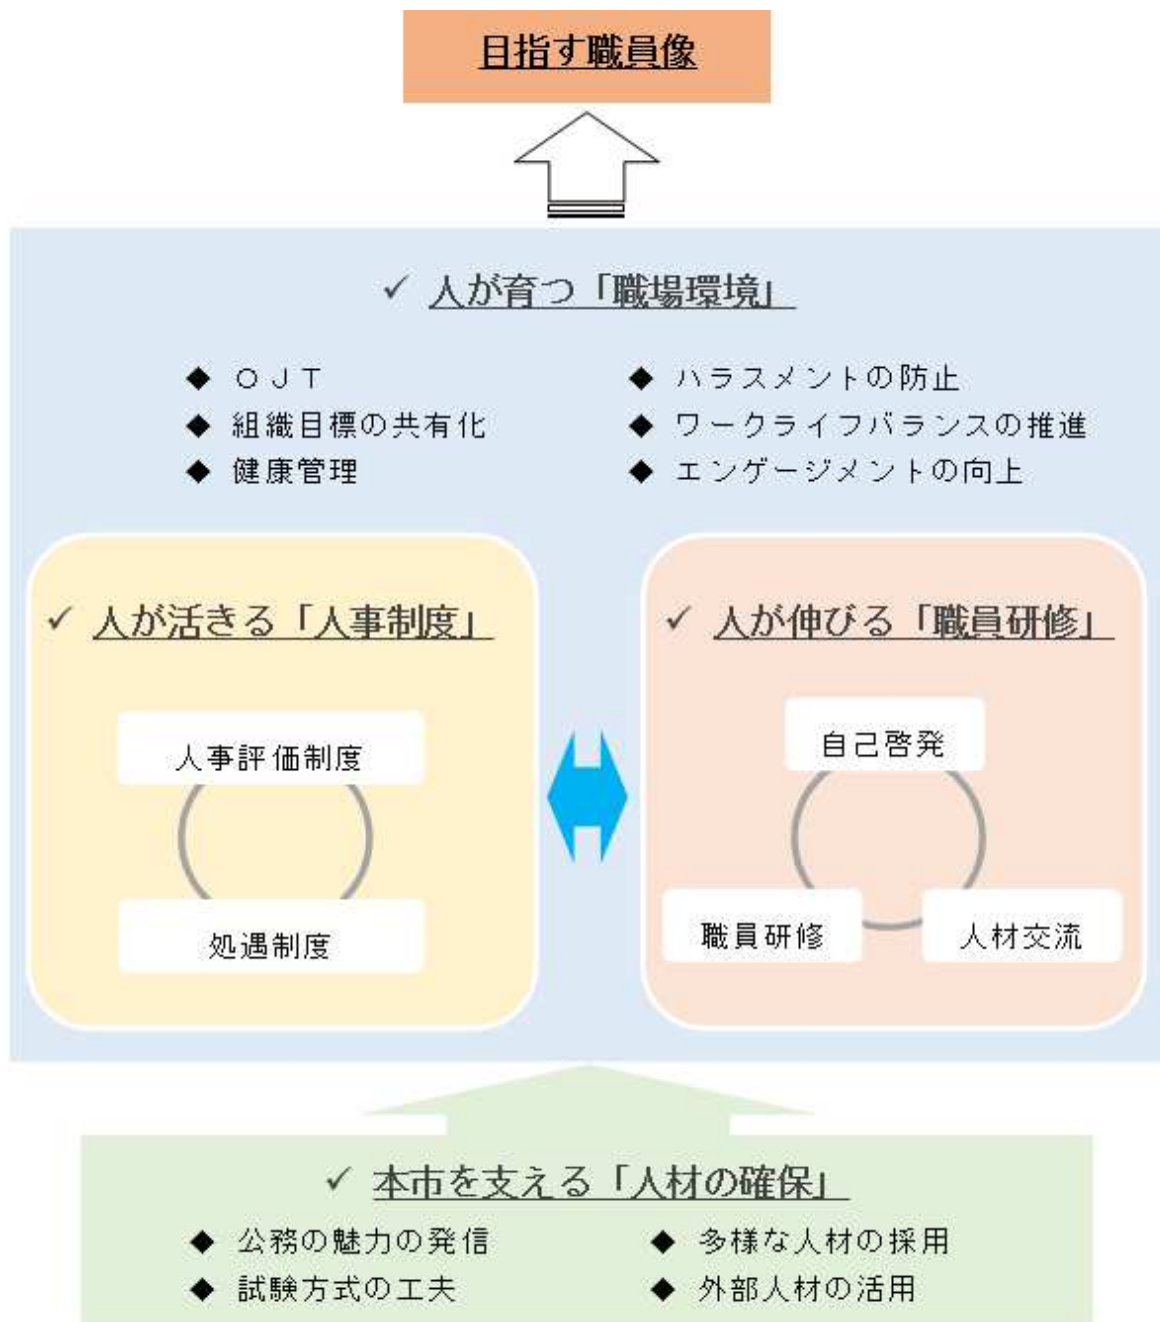 目指す職員像
✓ 人が育つ「職場環境」
◆ ＯＪＴ
◆ 組織目標の共有化
◆ 健康管理
◆ ハラスメントの防止
◆ ワークライフバランスの推進
◆ エンゲージメントの向上
✓ 人が活きる「人事制度」
人事評価制度
処遇制度
✓ 人が伸びる「職員研修」
自己啓発
職員研修
人材交流
✓ 本市を支える「人材の確保」
◆ 公務の魅力の発信
◆ 試験方式の工夫
◆ 多様な人材の採用
◆ 外部人材の活用